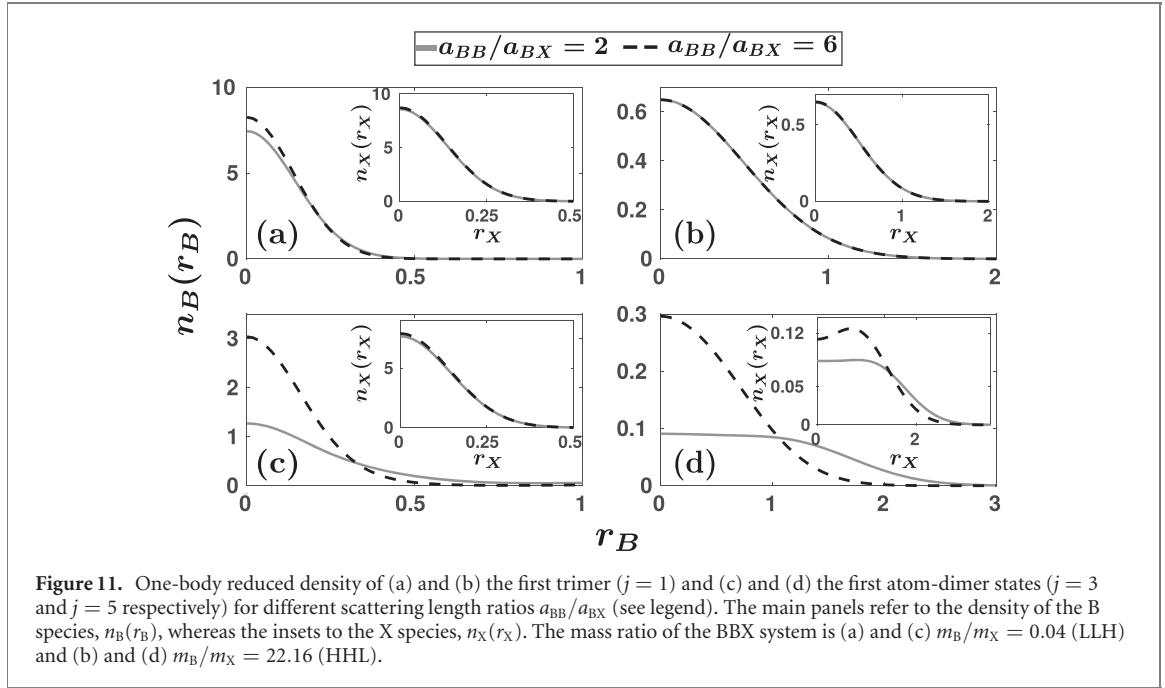 a_BB/a_BX = 2 a_BB/a_BX = 6
n_B(r_B)
10
5
0
0 0.5 1
(a)
n_X(r_X)
10
5
0
0 0.25 0.5
r_X
0.6
0.4
0.2
0
0 1 2
(b)
n_X(r_X)
0.5
0
0 1 2
r_X
3
2
1
0
0 0.5 1
(c)
n_X(r_X)
5
0
0 0.25 0.5
r_X
0.3
0.2
0.1
0
0 1 2 3
(d)
n_X(r_X)
0.12
0.05
0
0 2
r_X
r_B
Figure 11. One-body reduced density of (a) and (b) the first trimer (j = 1) and (c) and (d) the first atom-dimer states (j = 3
and j = 5 respectively) for different scattering length ratios a_BB/a_BX (see legend). The main panels refer to the density of the B
species, n_B(r_B), whereas the insets to the X species, n_X(r_X). The mass ratio of the BBX system is (a) and (c) m_B/m_X = 0.04 (LLH)
and (b) and (d) m_B/m_X = 22.16 (HHL).